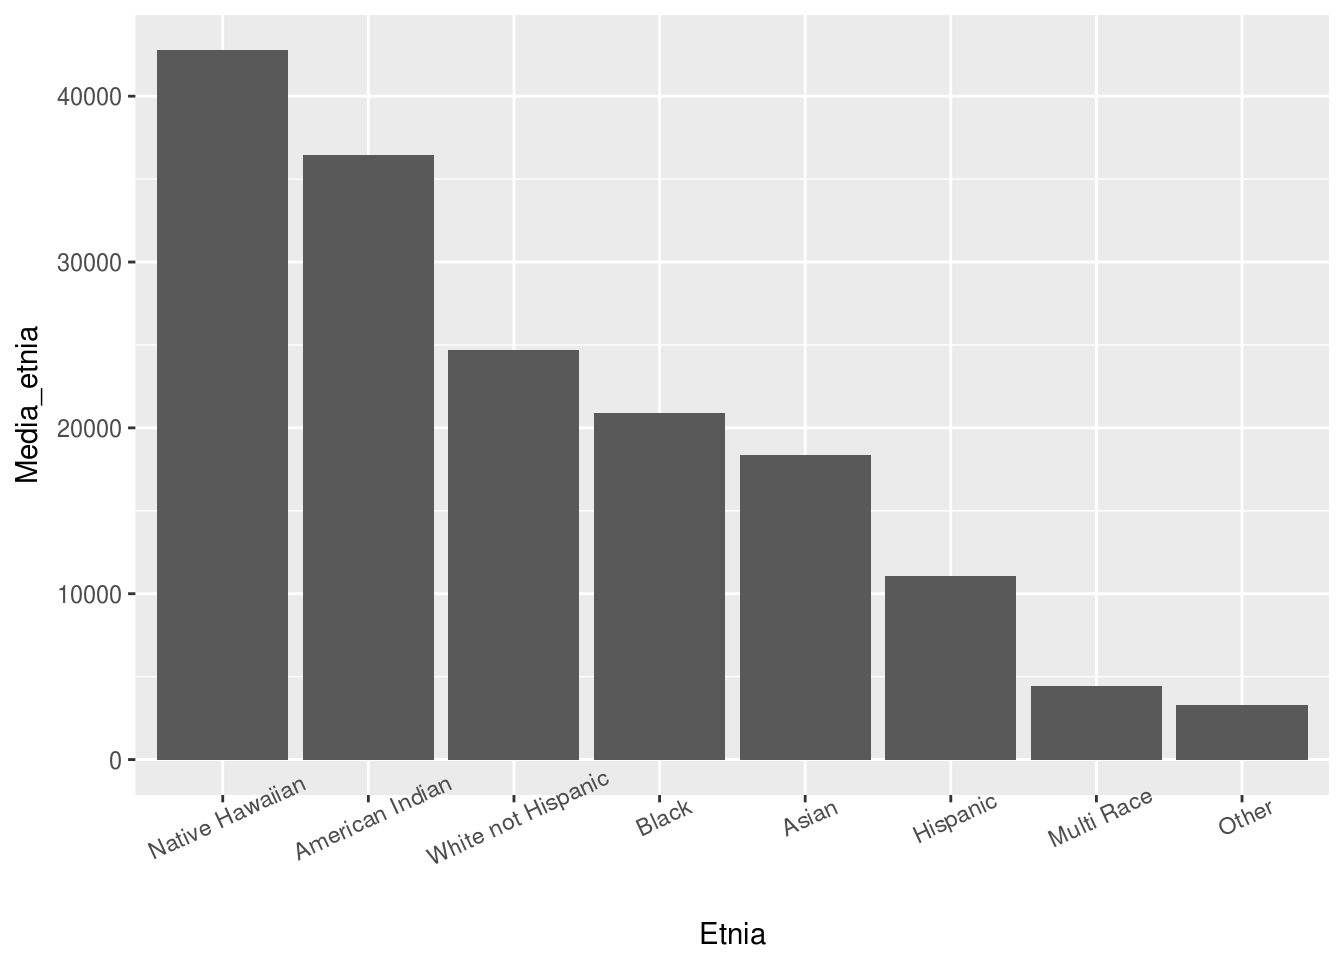 Media_etnia
40000
30000
20000
10000
0
Native Hawaiian
American Indian
White not Hispanic
Black
Asian
Hispanic
Multi Race
Other
Etnia